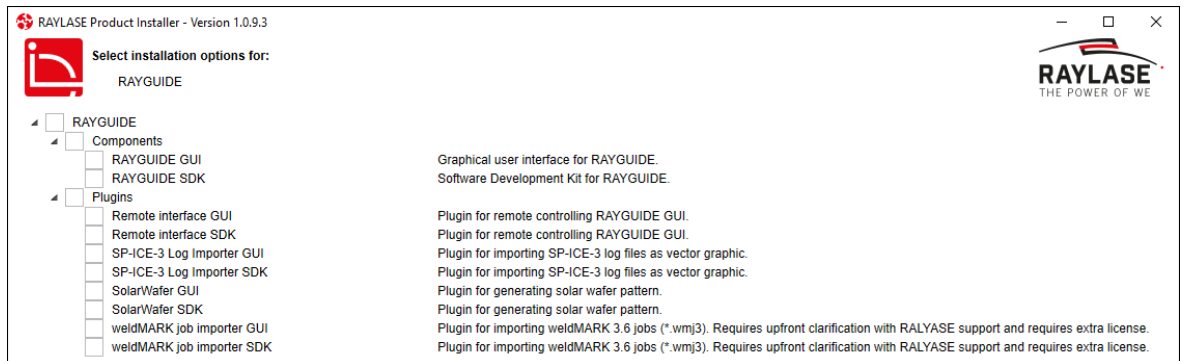 RAYLASE Product Installer - Version 1.0.9.3
Select installation options for:
RAYGUIDE
RAYLASE
THE POWER OF WE
RAYGUIDE
Components
RAYGUIDE GUI Graphical user interface for RAYGUIDE.
RAYGUIDE SDK Software Development Kit for RAYGUIDE.
Plugins
Remote interface GUI Plugin for remote controlling RAYGUIDE GUI.
Remote interface SDK Plugin for remote controlling RAYGUIDE GUI.
SP-ICE-3 Log Importer GUI Plugin for importing SP-ICE-3 log files as vector graphic.
SP-ICE-3 Log Importer SDK Plugin for importing SP-ICE-3 log files as vector graphic.
SolarWafer GUI Plugin for generating solar wafer pattern.
SolarWafer SDK Plugin for generating solar wafer pattern.
weldMARK job importer GUI Plugin for importing weldMARK 3.6 jobs (*.wmj3). Requires upfront clarification with RALYASE support and requires extra license.
weldMARK job importer SDK Plugin for importing weldMARK 3.6 jobs (*.wmj3). Requires upfront clarification with RALYASE support and requires extra license.